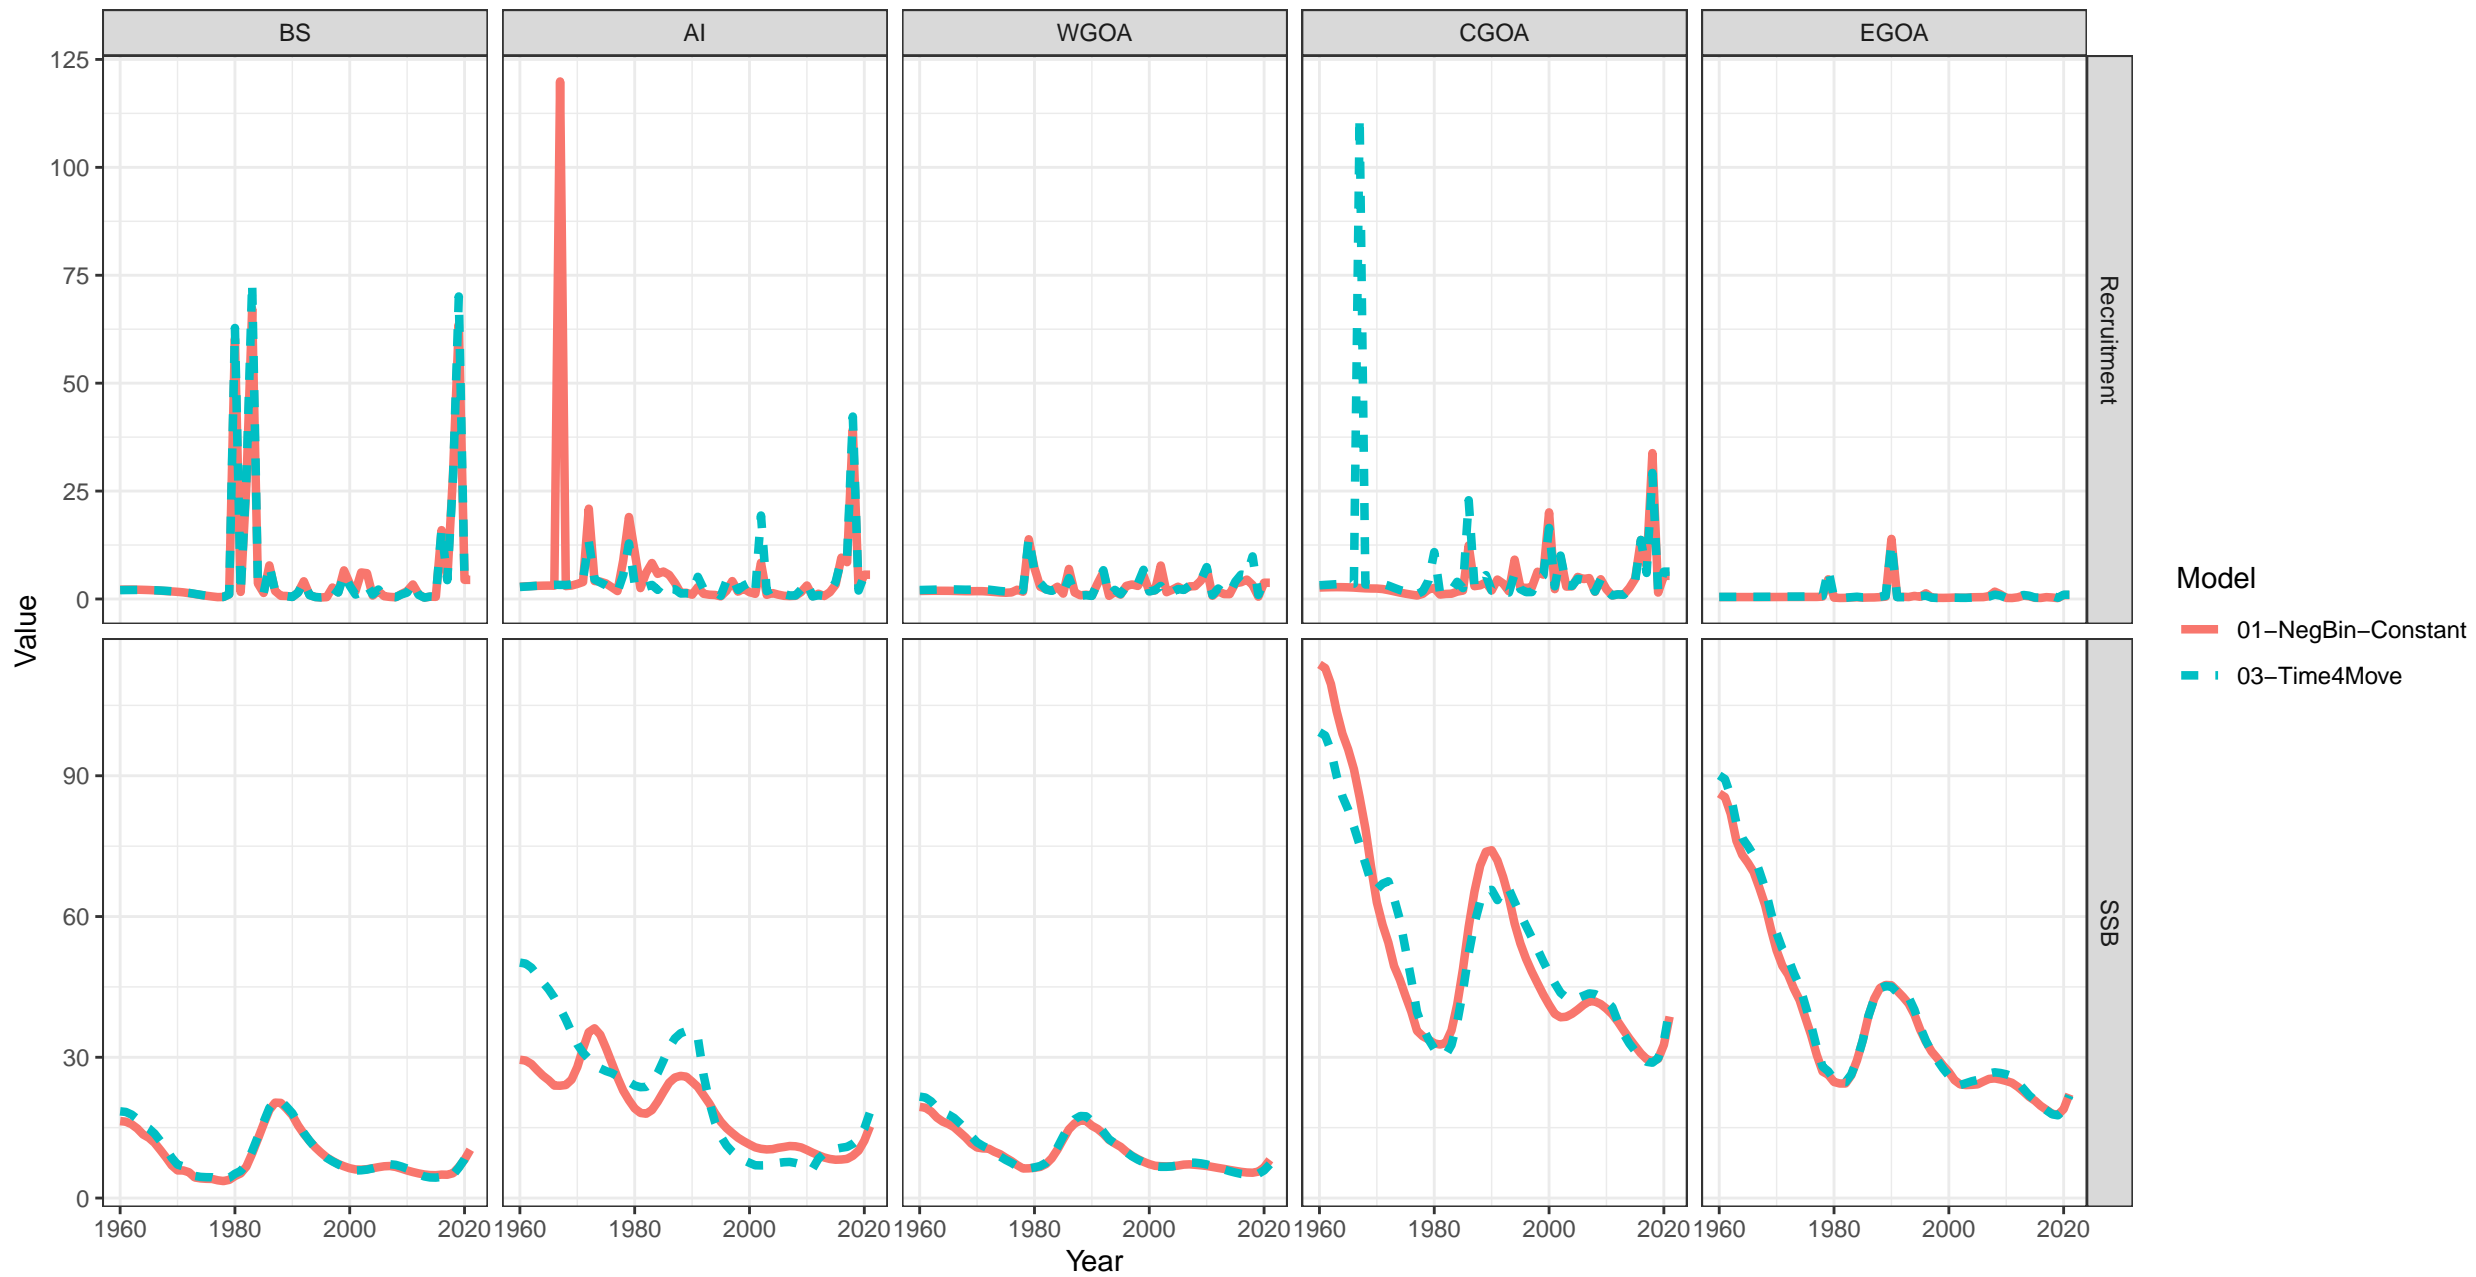 BS AI WGOA CGOA EGOA
125
100
75
50
25
0
Recruitment
90
60
30
0
SSB
Value
1960 1980 2000 2020 1960 1980 2000 2020 1960 1980 2000 2020 1960 1980 2000 2020 1960 1980 2000 2020
Year
Model
01−NegBin−Constant
03−Time4Move